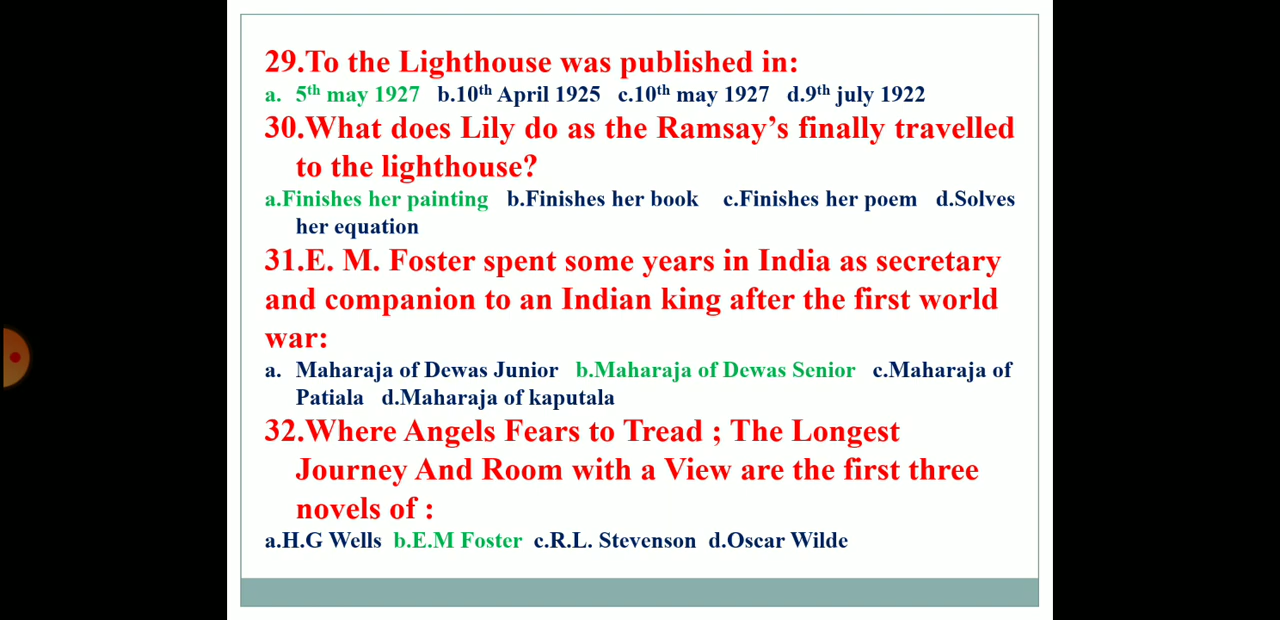 29.To the Lighthouse was published in:
a. 5th may 1927 b.10th April 1925 c.10th may 1927 d.9th july 1922
30.What does Lily do as the Ramsay's finally travelled
to the lighthouse?
a.Finishes her painting b.Finishes her book c.Finishes her poem d.Solves
her equation
31.E. M. Foster spent some years in India as secretary
and companion to an Indian king after the first world
war:
a. Maharaja of Dewas Junior b.Maharaja of Dewas Senior c.Maharaja of
Patiala d.Maharaja of kaputala
32.Where Angels Fears to Tread ; The Longest
Journey And Room with a View are the first three
novels of :
a.H.G Wells b.E.M Foster c.R.L. Stevenson d.Oscar Wilde